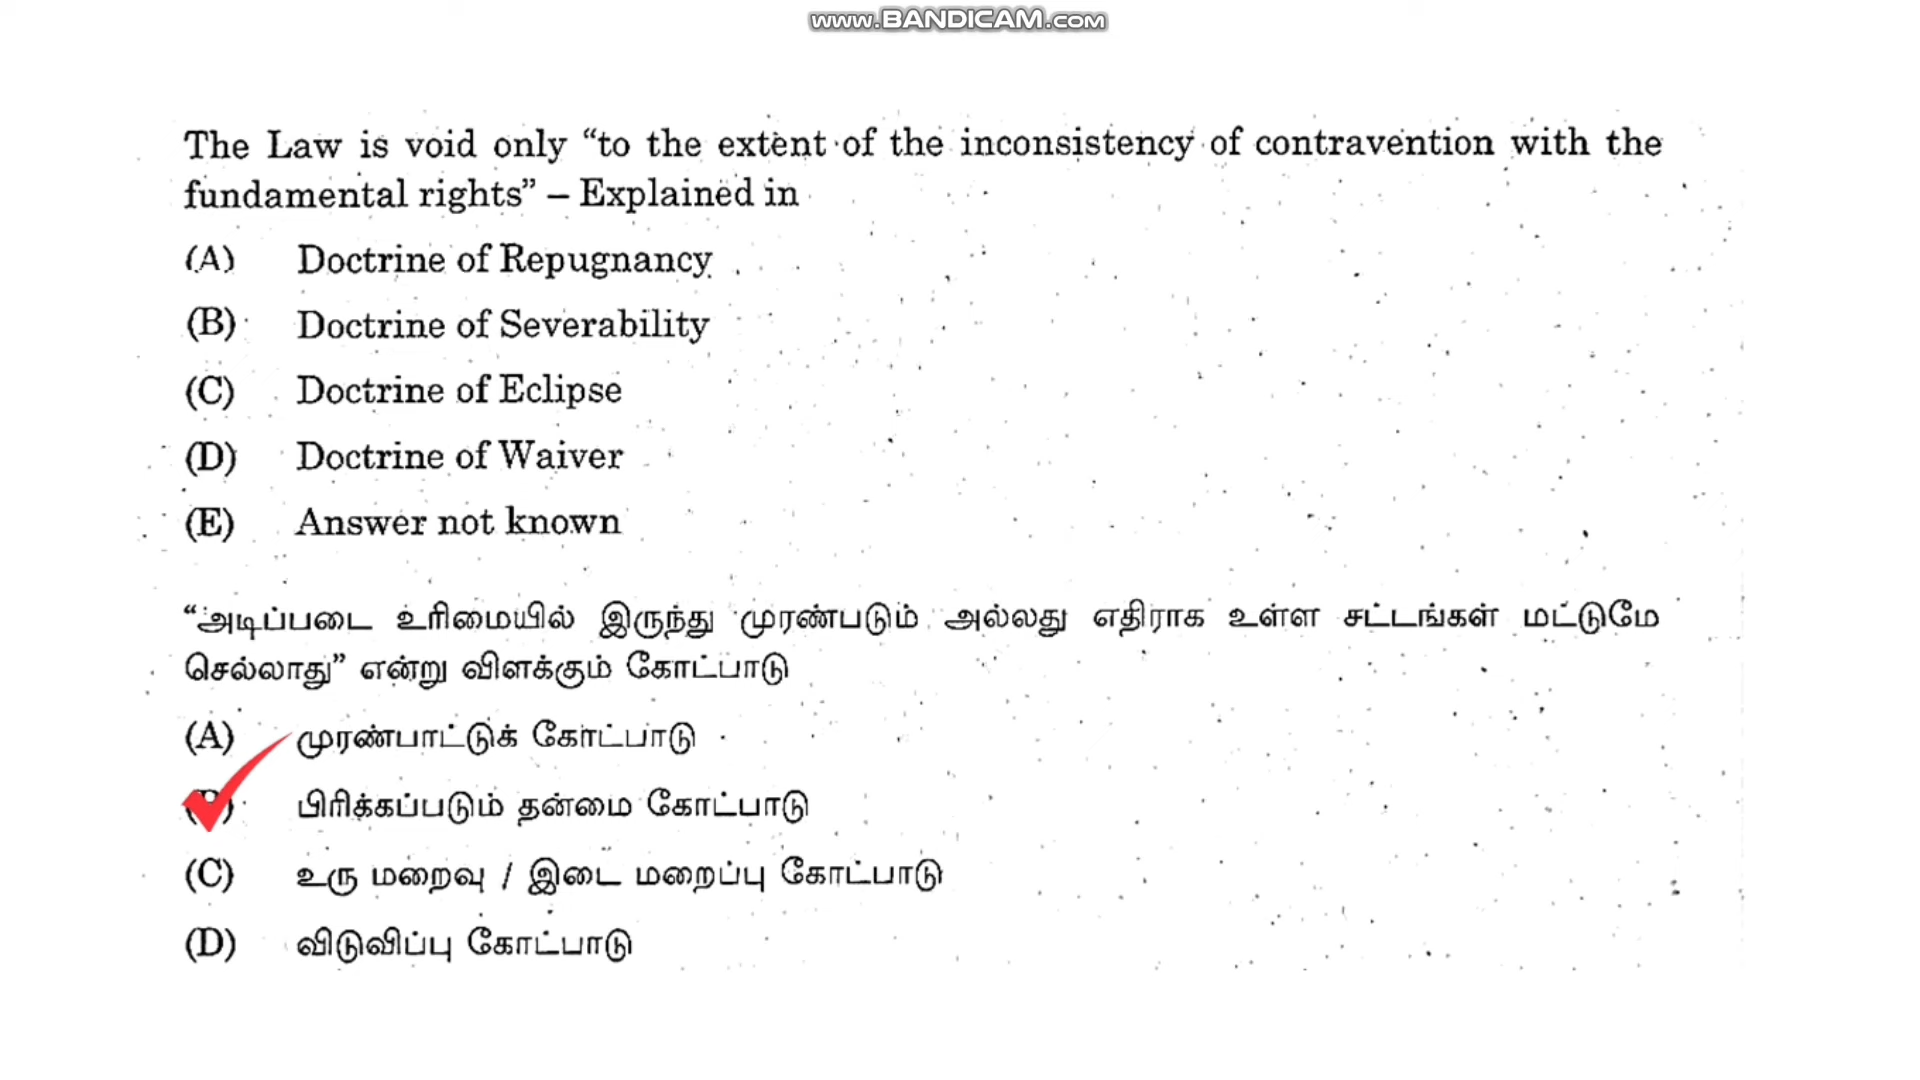 www.BANDICAM.com
The Law is void only “to the extent of the inconsistency of contravention with the
fundamental rights” – Explained in
(A) Doctrine of Repugnancy
(B) Doctrine of Severability
(C) Doctrine of Eclipse
(D) Doctrine of Waiver
(E) Answer not known
“அடிப்படை உரிமையில் இருந்து முரண்படும் அல்லது எதிராக உள்ள சட்டங்கள் மட்டுமே
செல்லாது” என்று விளக்கும் கோட்பாடு
(A) முரண்பாட்டுக் கோட்பாடு
(B) பிரிக்கப்படும் தன்மை கோட்பாடு
(C) உரு மறைவு / இடை மறைப்பு கோட்பாடு
(D) விடுவிப்பு கோட்பாடு